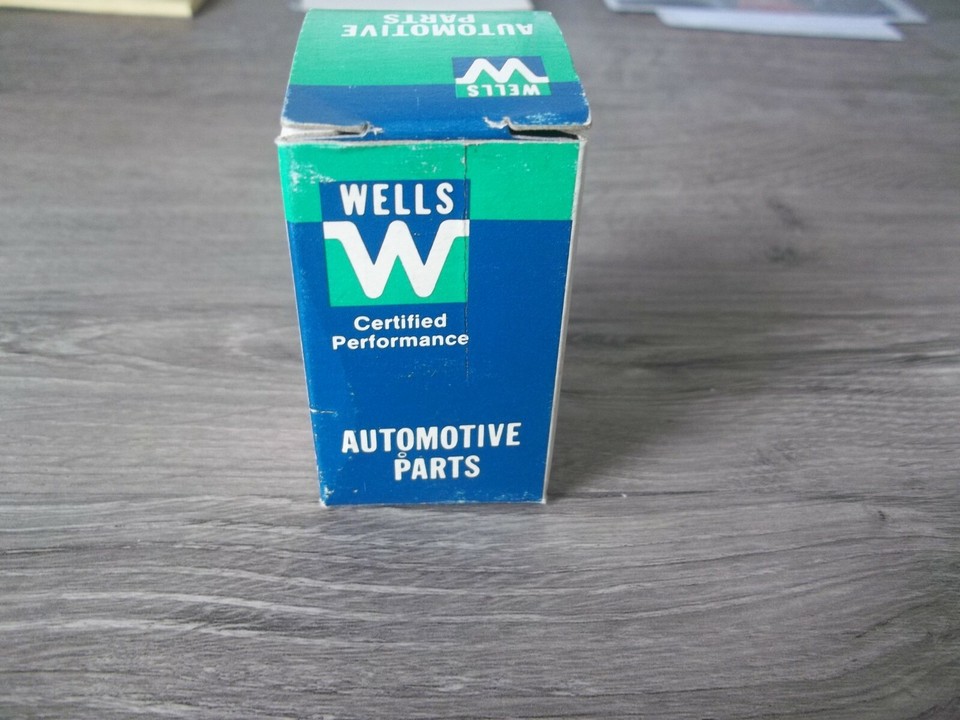 AUTOMOTIVE
PARTS
WELLS
W
WELLS
W
Certified
Performance
AUTOMOTIVE
PARTS